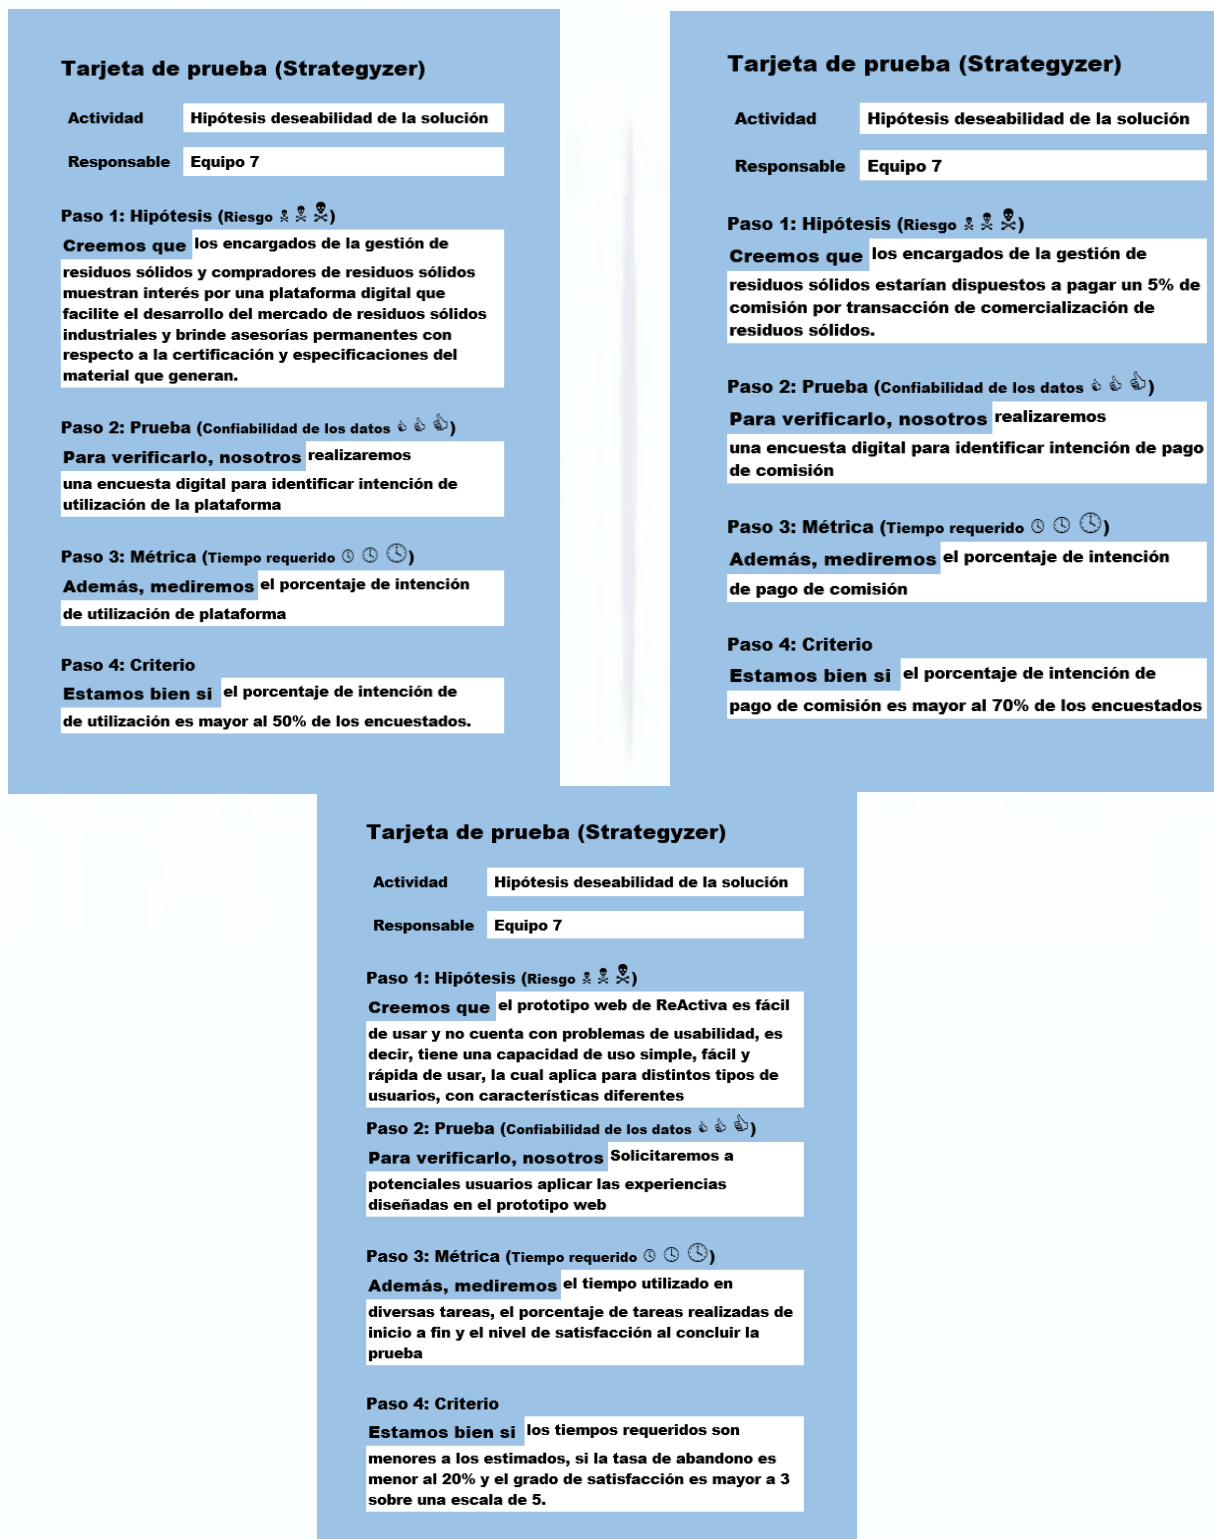 Tarjeta de prueba (Strategyzer)
Actividad Hipótesis deseabilidad de la solución
Responsable Equipo 7
Paso 1: Hipótesis (Riesgo )
Creemos que los encargados de la gestión de
residuos sólidos y compradores de residuos sólidos
muestran interés por una plataforma digital que
facilite el desarrollo del mercado de residuos sólidos
industriales y brinde asesorías permanentes con
respecto a la certificación y especificaciones del
material que generan.
Paso 2: Prueba (Confiabilidad de los datos )
Para verificarlo, nosotros realizaremos
una encuesta digital para identificar intención de
utilización de la plataforma
Paso 3: Métrica (Tiempo requerido )
Además, mediremos el porcentaje de intención
de utilización de plataforma
Paso 4: Criterio
Estamos bien si el porcentaje de intención de
de utilización es mayor al 50% de los encuestados.
Tarjeta de prueba (Strategyzer)
Actividad Hipótesis deseabilidad de la solución
Responsable Equipo 7
Paso 1: Hipótesis (Riesgo )
Creemos que los encargados de la gestión de
residuos sólidos estarían dispuestos a pagar un 5% de
comisión por transacción de comercialización de
residuos sólidos.
Paso 2: Prueba (Confiabilidad de los datos )
Para verificarlo, nosotros realizaremos
una encuesta digital para identificar intención de pago
de comisión
Paso 3: Métrica (Tiempo requerido )
Además, mediremos el porcentaje de intención
de pago de comisión
Paso 4: Criterio
Estamos bien si el porcentaje de intención de
pago de comisión es mayor al 70% de los encuestados
Tarjeta de prueba (Strategyzer)
Actividad Hipótesis deseabilidad de la solución
Responsable Equipo 7
Paso 1: Hipótesis (Riesgo )
Creemos que el prototipo web de ReActiva es fácil
de usar y no cuenta con problemas de usabilidad, es
decir, tiene una capacidad de uso simple, fácil y
rápida de usar, la cual aplica para distintos tipos de
usuarios, con características diferentes
Paso 2: Prueba (Confiabilidad de los datos )
Para verificarlo, nosotros Solicitaremos a
potenciales usuarios aplicar las experiencias
diseñadas en el prototipo web
Paso 3: Métrica (Tiempo requerido )
Además, mediremos el tiempo utilizado en
diversas tareas, el porcentaje de tareas realizadas de
inicio a fin y el nivel de satisfacción al concluir la
prueba
Paso 4: Criterio
Estamos bien si los tiempos requeridos son
menores a los estimados, si la tasa de abandono es
menor al 20% y el grado de satisfacción es mayor a 3
sobre una escala de 5.